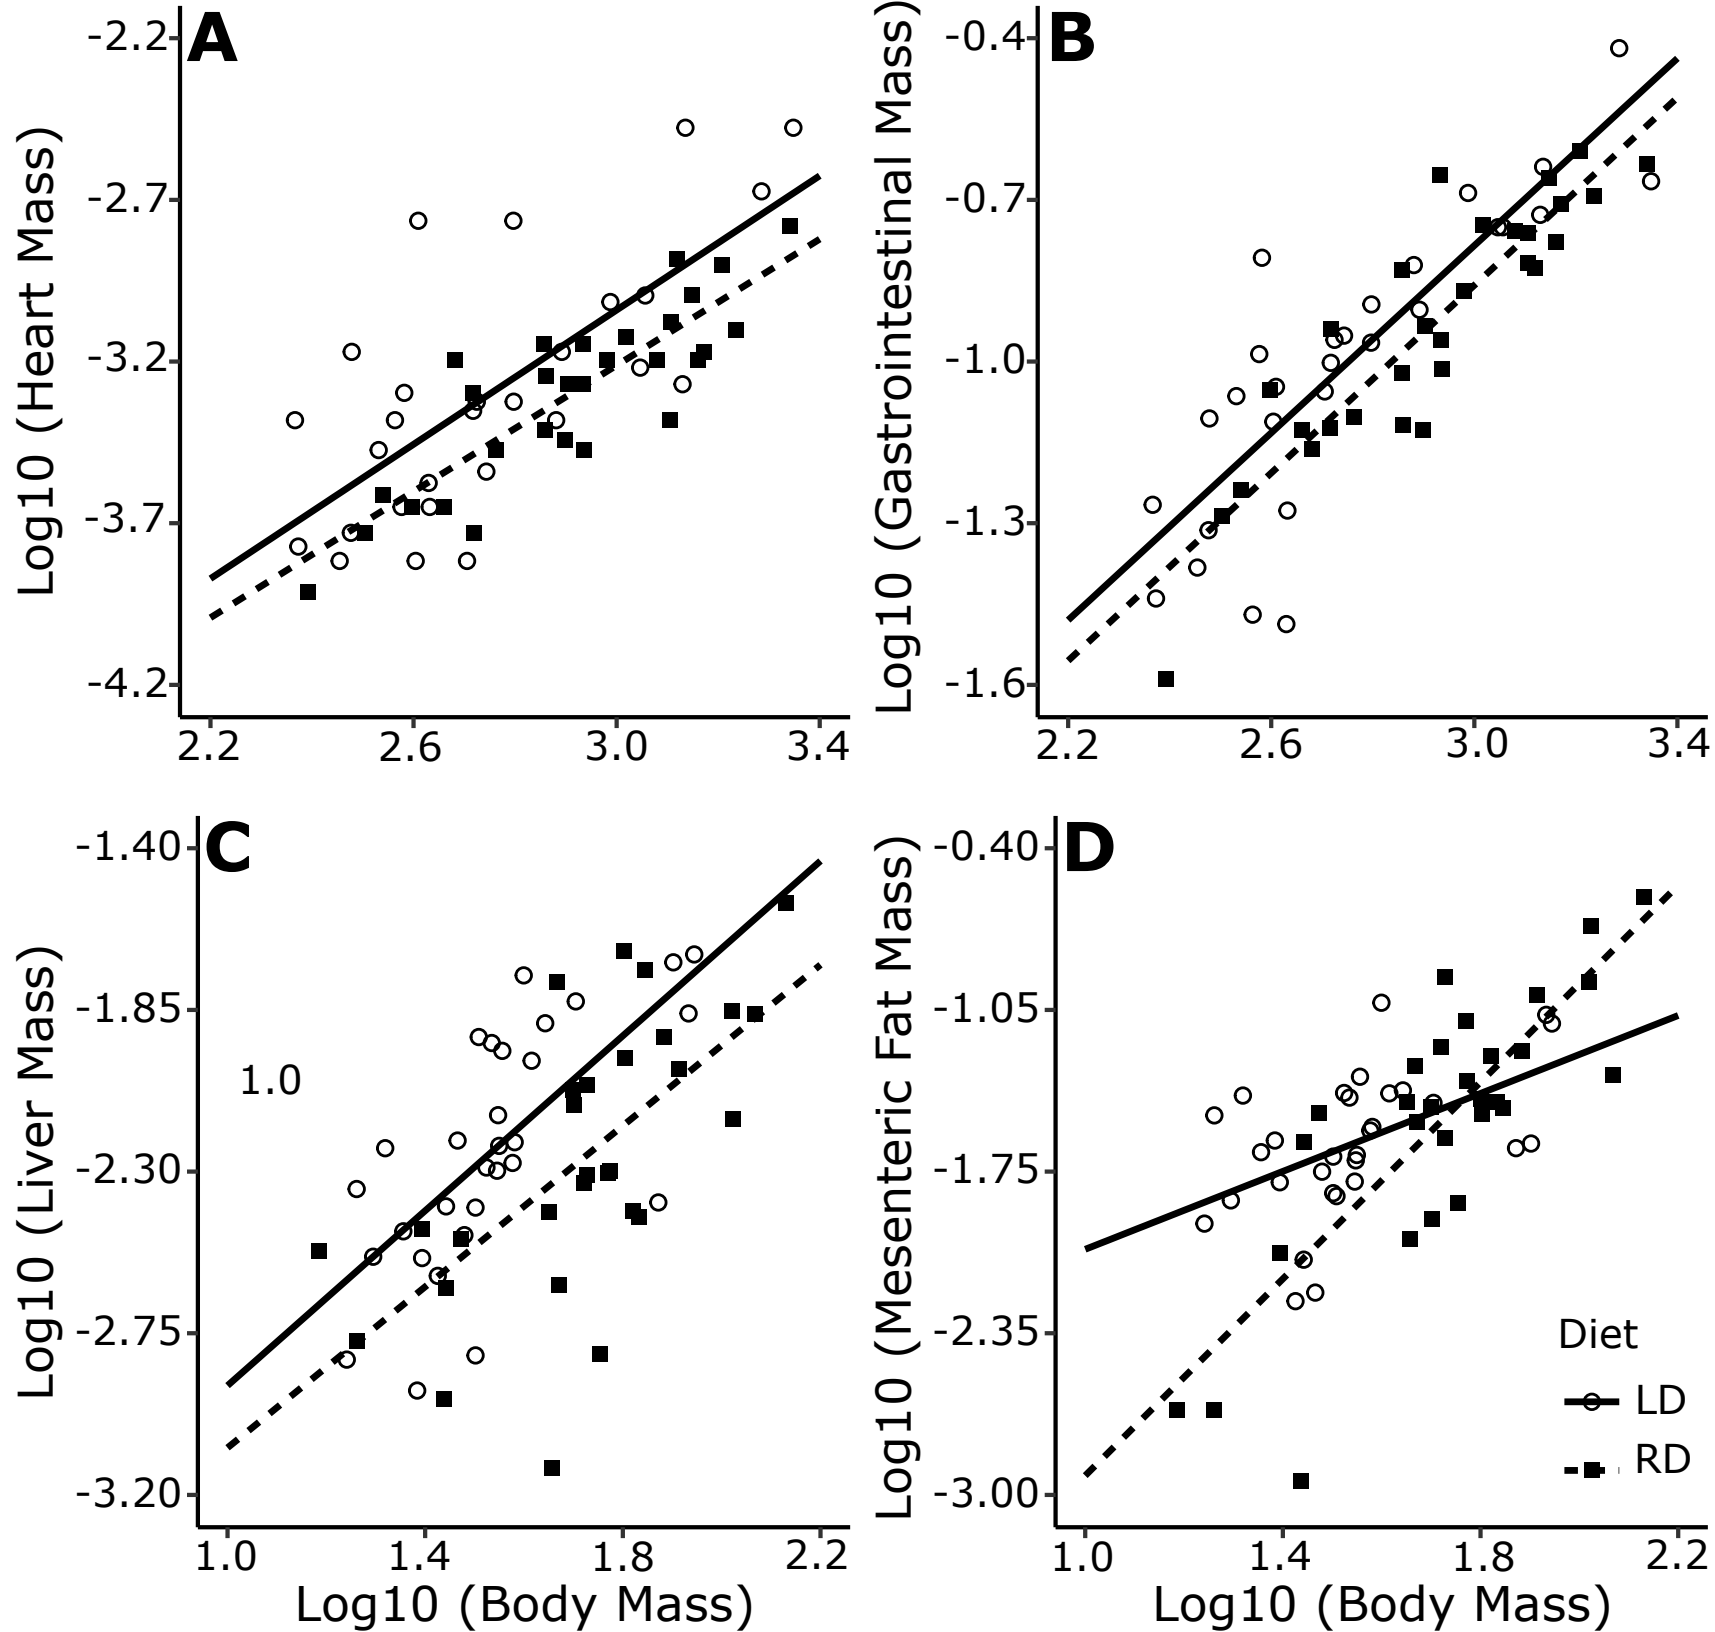 A
Log10 (Heart Mass)
-2.2
-2.7
-3.2
-3.7
-4.2
2.2 2.6 3.0 3.4
B
Log10 (Gastrointestinal Mass)
-0.4
-0.7
-1.0
-1.3
-1.6
2.2 2.6 3.0 3.4
C
Log10 (Liver Mass)
-1.40
-1.85
1.0
-2.30
-2.75
-3.20
1.0 1.4 1.8 2.2
Log10 (Body Mass)
D
Log10 (Mesenteric Fat Mass)
-0.40
-1.05
-1.75
-2.35
-3.00
Diet
LD
RD
1.0 1.4 1.8 2.2
Log10 (Body Mass)